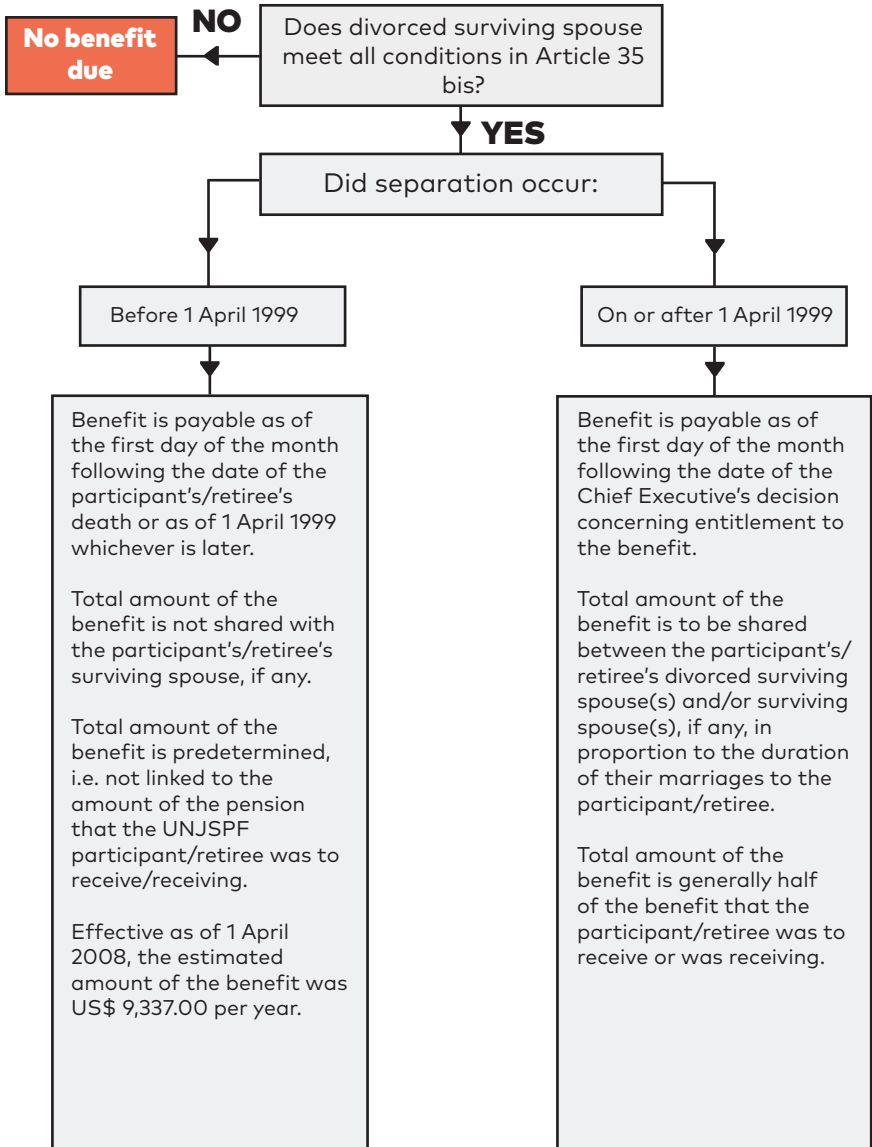 No benefit
due
NO
Does divorced surviving spouse
meet all conditions in Article 35
bis?
YES
Did separation occur:
Before 1 April 1999
On or after 1 April 1999
Benefit is payable as of
the first day of the month
following the date of the
participant's/retiree's
death or as of 1 April 1999
whichever is later.
Total amount of the
benefit is not shared with
the participant's/retiree's
surviving spouse, if any.
Total amount of the
benefit is predetermined,
i.e. not linked to the
amount of the pension
that the UNJSPF
participant/retiree was to
receive/receiving.
Effective as of 1 April
2008, the estimated
amount of the benefit was
US$ 9,337.00 per year.
Benefit is payable as of
the first day of the month
following the date of the
Chief Executive's decision
concerning entitlement to
the benefit.
Total amount of the
benefit is to be shared
between the participant's/
retiree's divorced surviving
spouse(s) and/or surviving
spouse(s), if any, in
proportion to the duration
of their marriages to the
participant/retiree.
Total amount of the
benefit is generally half
of the benefit that the
participant/retiree was to
receive or was receiving.